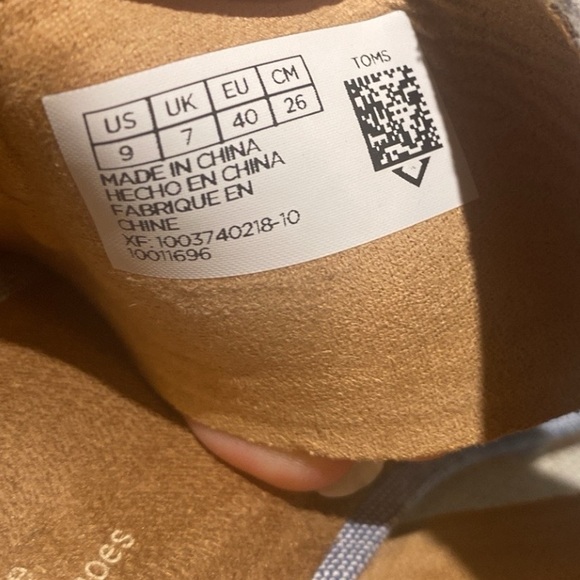 US UK EU CM
9 7 40 26
MADE IN CHINA
HECHO EN CHINA
FABRIQUE EN
CHINE
XF: 1003740218-10
10011696
TOMS